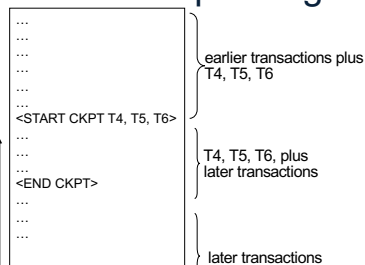 …
…
…
…
…
…
<START CKPT T4, T5, T6>
…
…
…
<END CKPT>
…
…
…
earlier transactions plus
T4, T5, T6
T4, T5, T6, plus
later transactions
later transactions